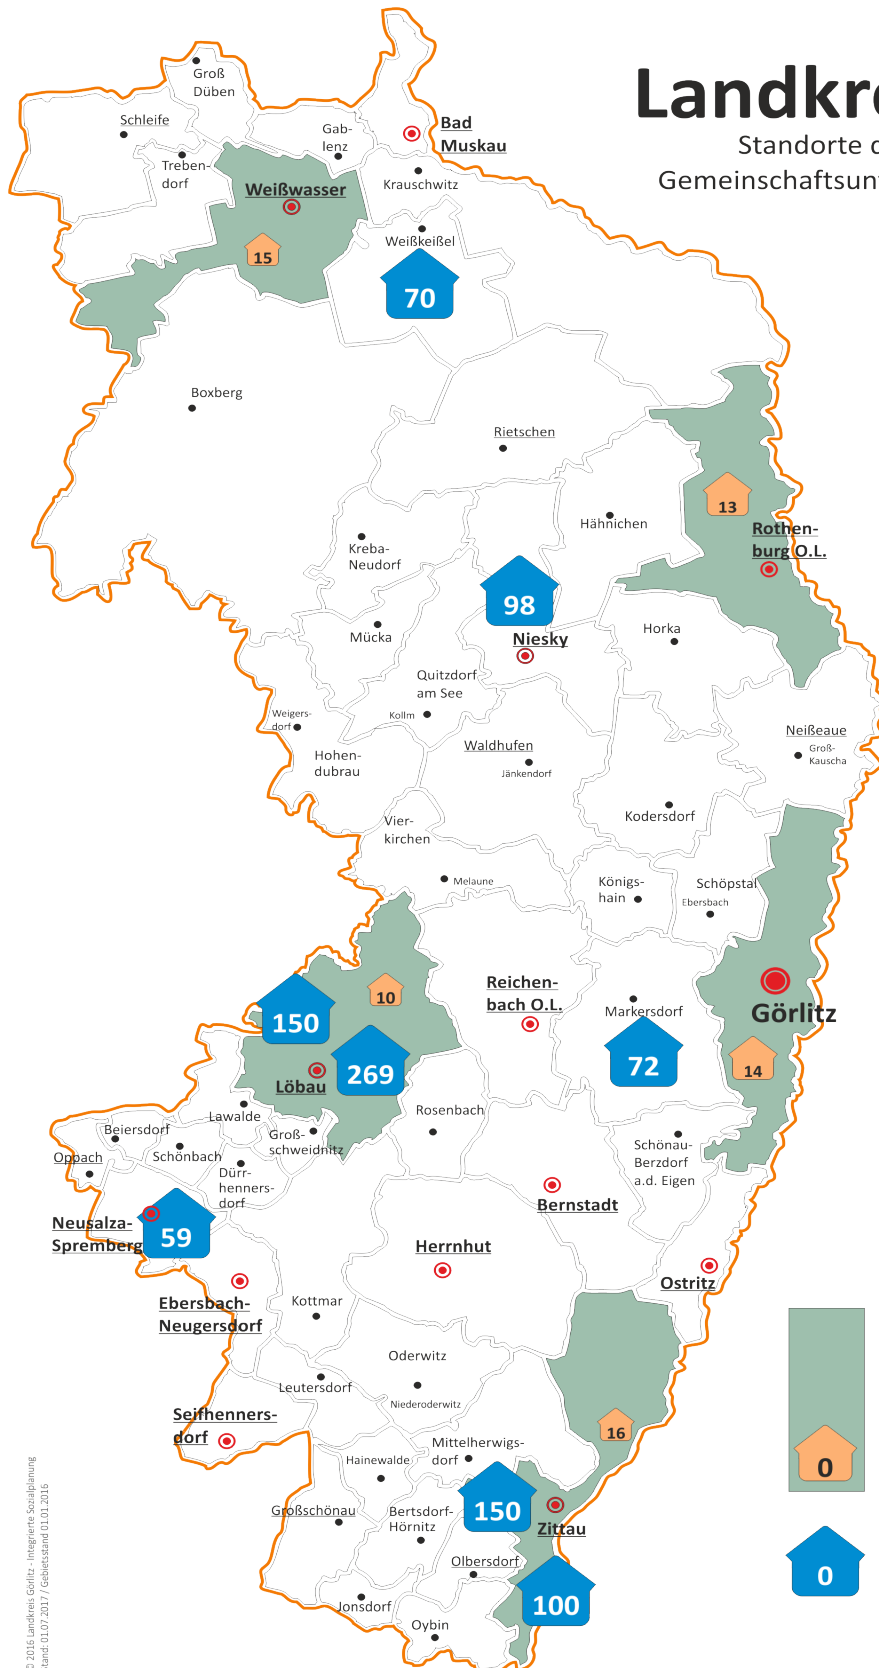 Landkre
Standorte d
Gemeinschaftsunt
Groß
Düben
Schleife
Treben-
dorf
Gab-
lenz
Bad
Muskau
Krauschwitz
Weißwasser
15
Weißkeißel
70
Boxberg
Rietschen
13
Rothen-
burg O.L.
Hähnichen
Kreba-
Neudorf
98
Niesky
Mücka
Horka
Quitzdorf
am See
Kollm
Weigers-
dorf
Hohen-
dubrau
Waldhufen
Jänkendorf
Neißeaue
Groß-
Kauscha
Kodersdorf
Vier-
kirchen
Melaune
Königs-
hain
Schöpstal
Ebersbach
Reichen-
bach O.L.
Markersdorf
72
Görlitz
14
10
150
269
Löbau
Lawalde
Rosenbach
Groß-
schweidnitz
Beiersdorf
Schönbach
Oppach
Dürr-
henners-
dorf
Schönau-
Berzdorf
a.d. Eigen
Bernstadt
Neusalza-
Spremberg
59
Herrnhut
Ostritz
Ebersbach-
Neugersdorf
Kottmar
Oderwitz
Niederoderwitz
Leutersdorf
Seifhenners-
dorf
16
Mittelherwigs-
dorf
Hainewalde
150
Zittau
Großschönau
Bertsdorf-
Hörnitz
Olbersdorf
100
Jonsdorf
Oybin
0
0
© 2016 Landkreis Görlitz - Integrierte Sozialplanung
stand: 01.07.2017 / Gebietsstand 01.01.2016